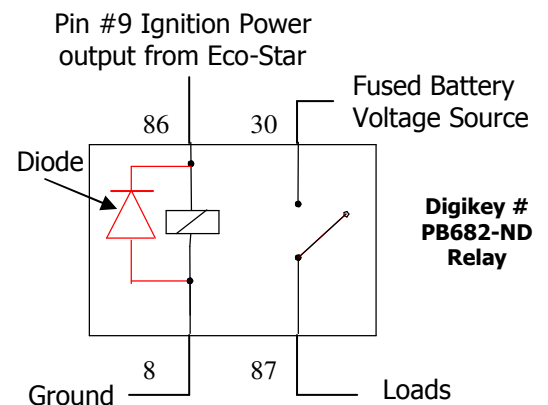 Pin #9 Ignition Power
output from Eco-Star
Fused Battery
Voltage Source
86
30
Diode
Digikey #
PB682-ND
Relay
8
87
Ground
Loads